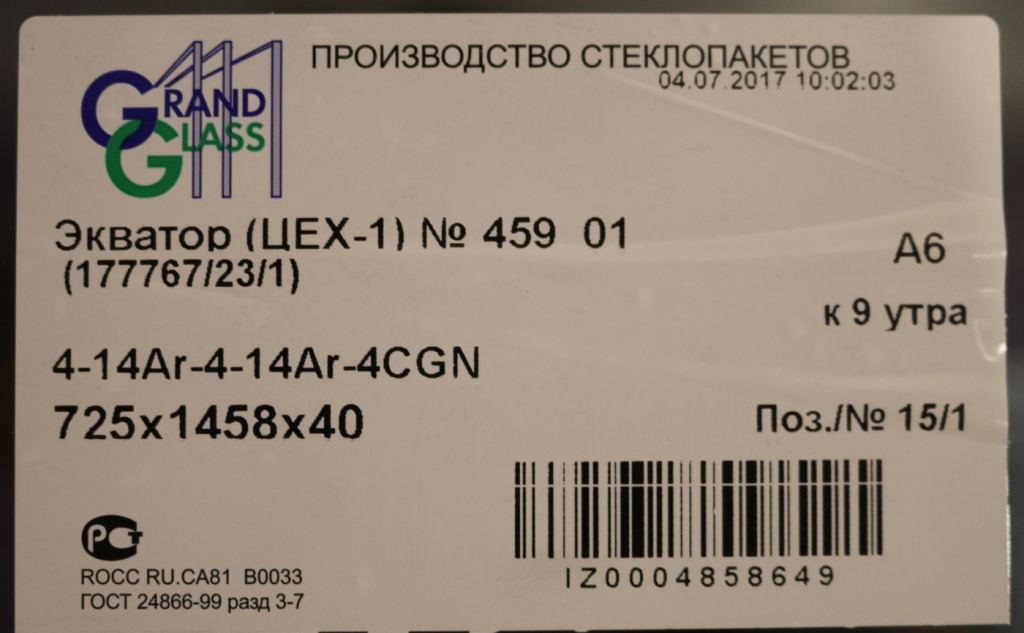 GRAND
GLASS
ПРОИЗВОДСТВО СТЕКЛОПАКЕТОВ
04.07.2017 10:02:03
Экватор (ЦЕХ-1) № 459 01
(177767/23/1)
А6
к 9 утра
4-14Ar-4-14Ar-4CGN
725x1458x40
Поз./№ 15/1
РСТ
РОСС RU.CA81 B0033
ГОСТ 24866-99 разд 3-7
IZ0004858649